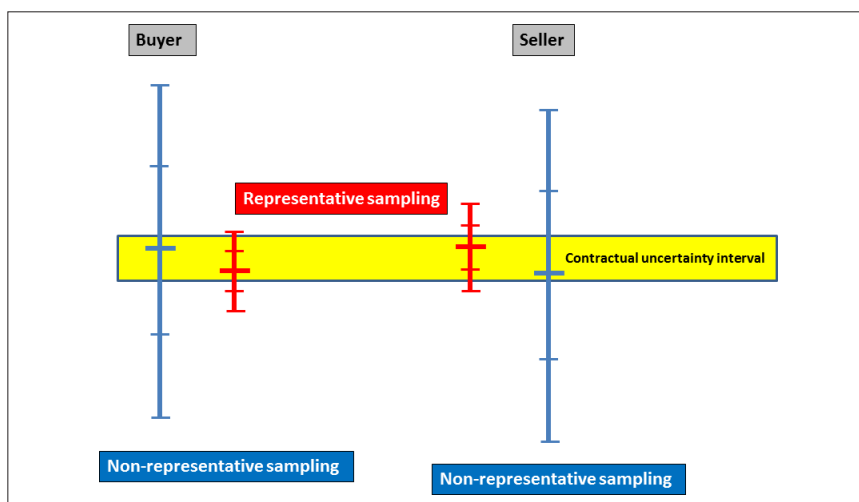 Buyer
Seller
Representative sampling
Contractual uncertainty interval
Non-representative sampling
Non-representative sampling